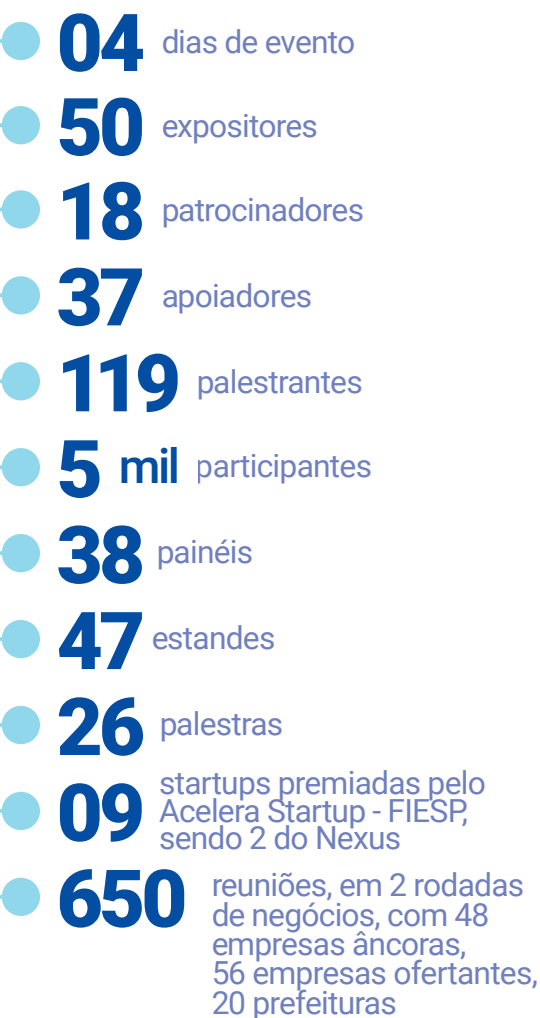 04 dias de evento
50 expositores
18 patrocinadores
37 apoiadores
119 palestrantes
5 mil participantes
38 painéis
47 estandes
26 palestras
09 startups premiadas pelo
Acelera Startup - FIESP,
sendo 2 do Nexus
650 reuniões, em 2 rodadas
de negócios, com 48
empresas âncoras,
56 empresas ofertantes,
20 prefeituras